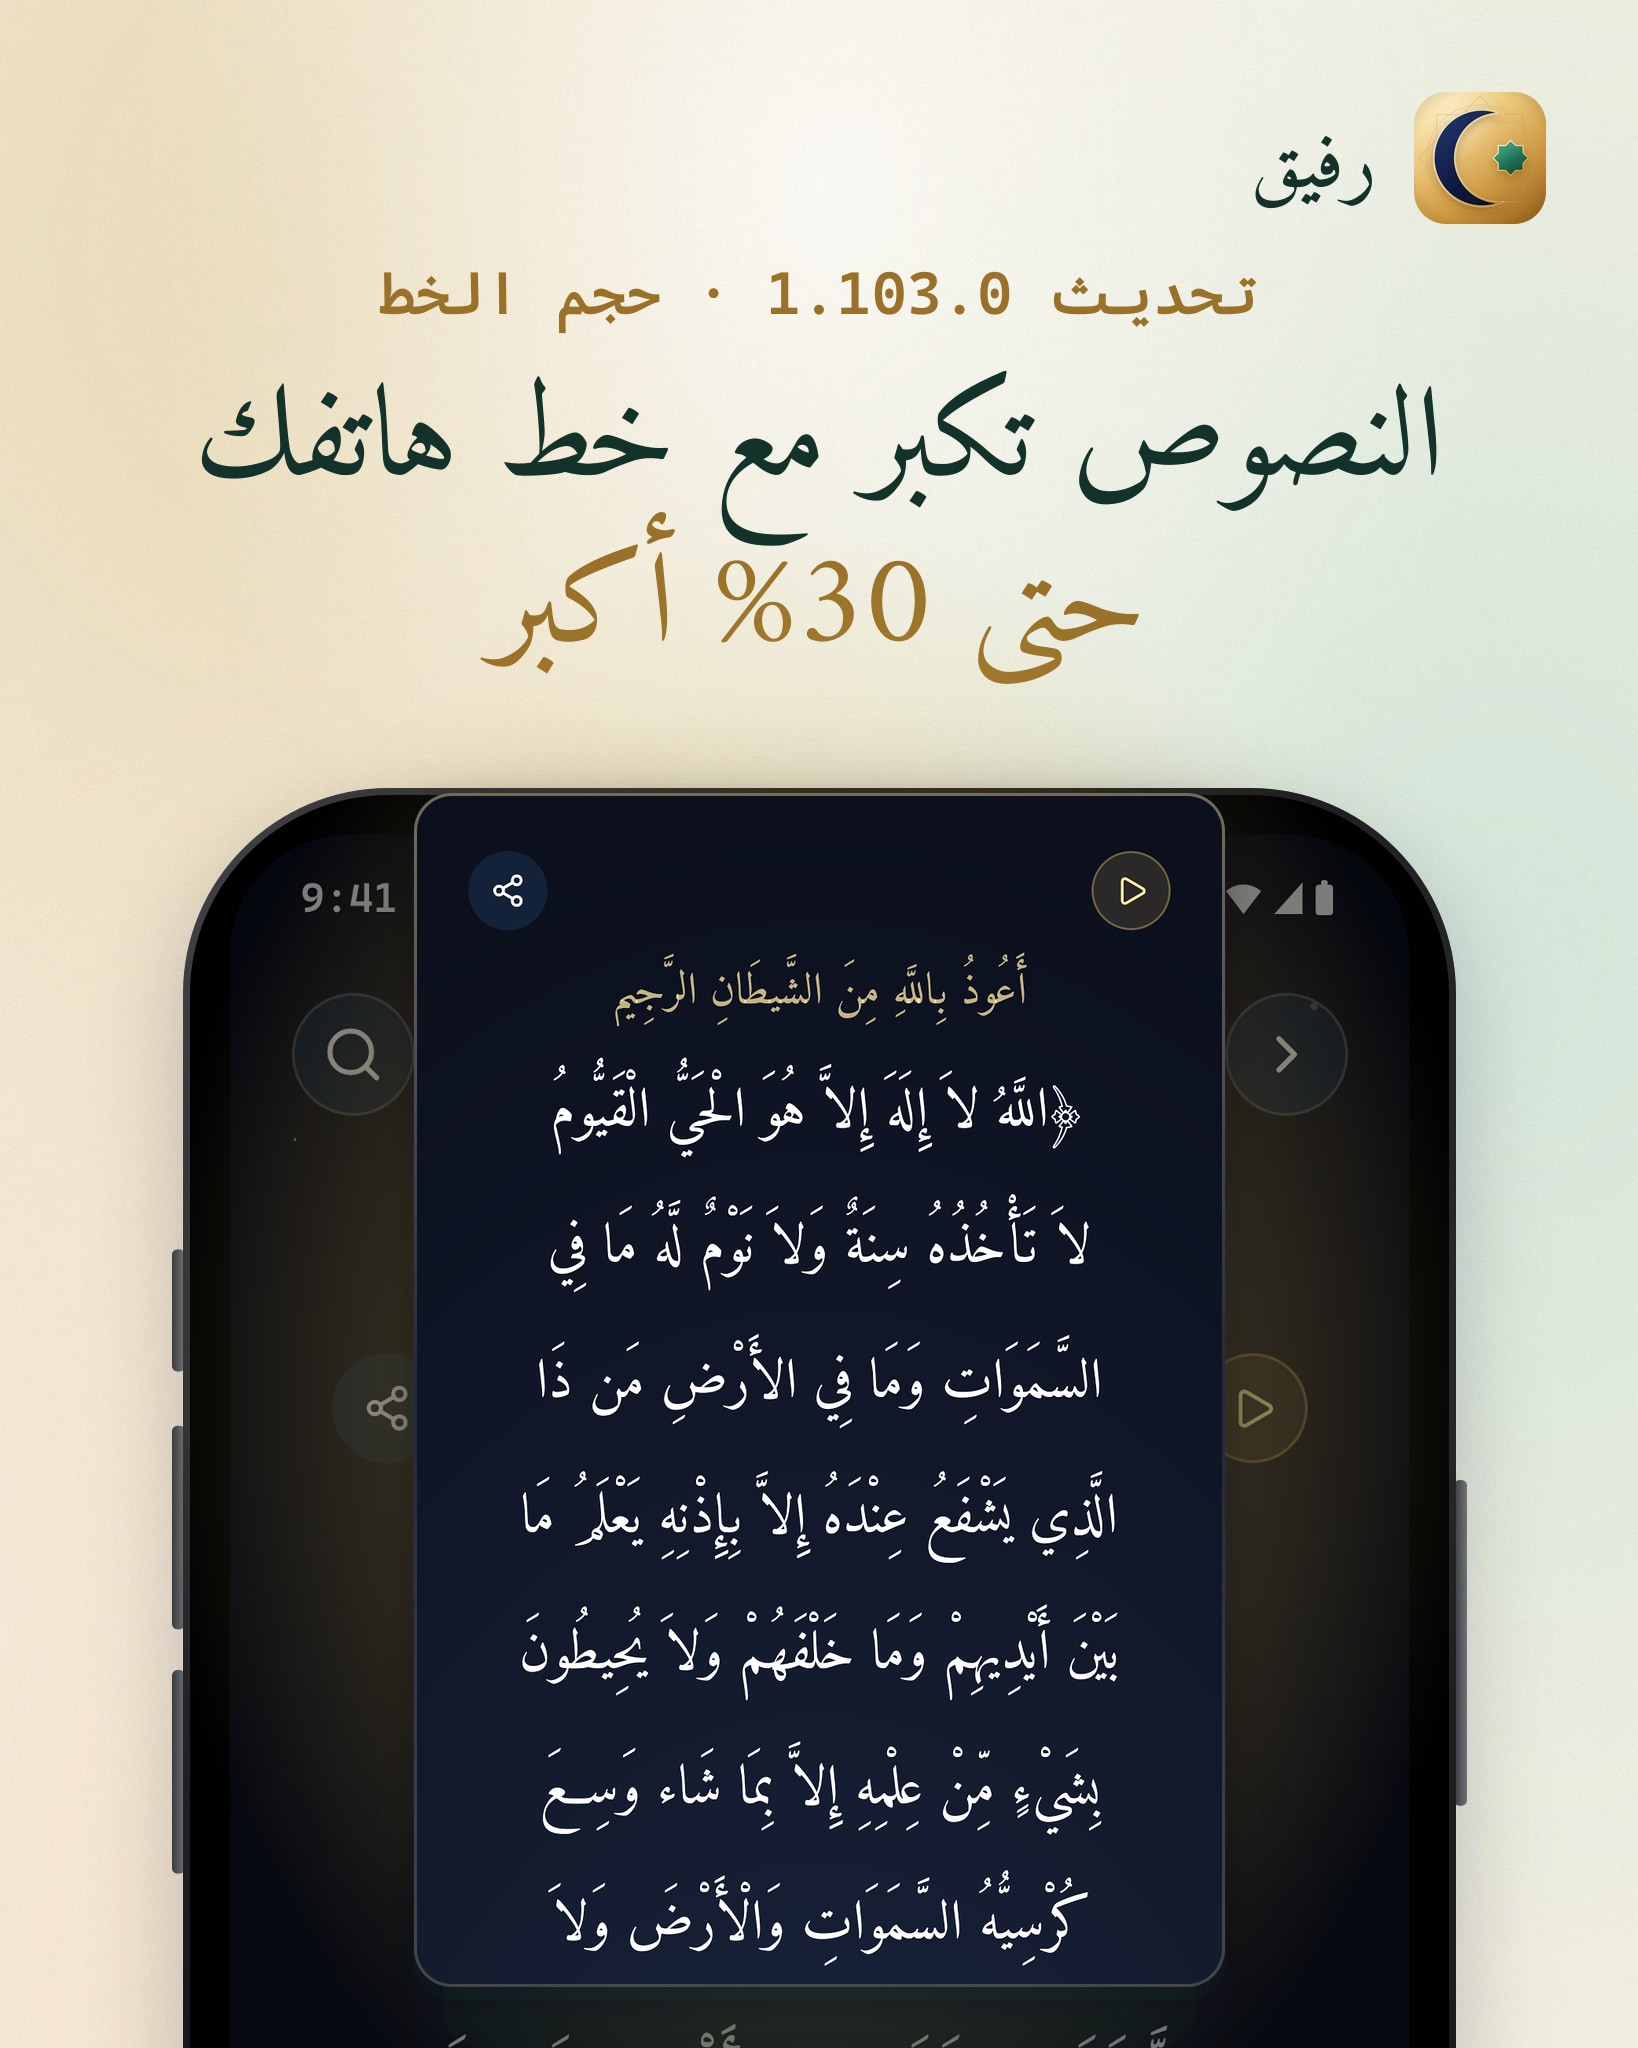 رفيق
تحديث 1.103.0 · حجم الخط
النصوص تكبر مع خط هاتفك
حتى 30% أكبر
9:41
أَعُوذُ بِاللَّهِ مِنَ الشَّيطَانِ الرَّجِيمِ
﴿اللَّهُ لاَ إِلَهَ إِلاَّ هُوَ الْحَيُّ الْقَيُّومُ
لاَ تَأْخُذُهُ سِنَةٌ وَلاَ نَوْمٌ لَّهُ مَا فِي
السَّمَوَاتِ وَمَا فِي الأَرْضِ مَن ذَا
الَّذِي يَشْفَعُ عِنْدَهُ إِلاَّ بِإِذْنِهِ يَعْلَمُ مَا
بَيْنَ أَيْدِيهِمْ وَمَا خَلْفَهُمْ وَلاَ يُحِيطُونَ
بِشَيْءٍ مِّنْ عِلْمِهِ إِلاَّ بِمَا شَاء وَسِعَ
كُرْسِيُّهُ السَّمَوَاتِ وَالْأَرْضَ وَلاَ